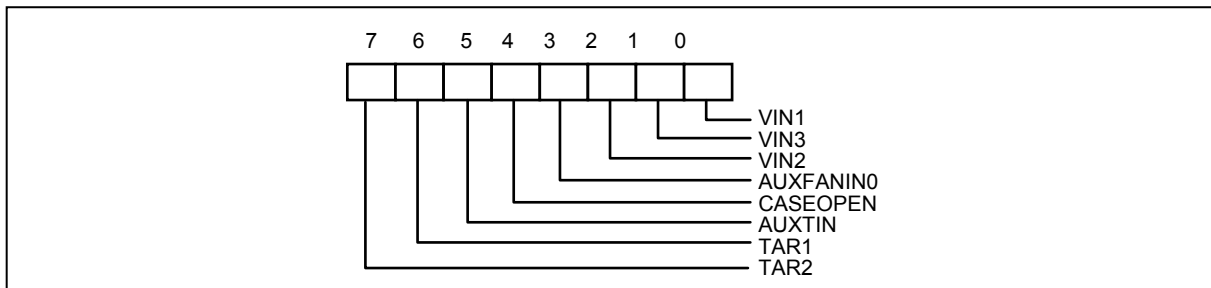 7 6 5 4 3 2 1 0
VIN1
VIN3
VIN2
AUXFANIN0
CASEOPEN
AUXTIN
TAR1
TAR2